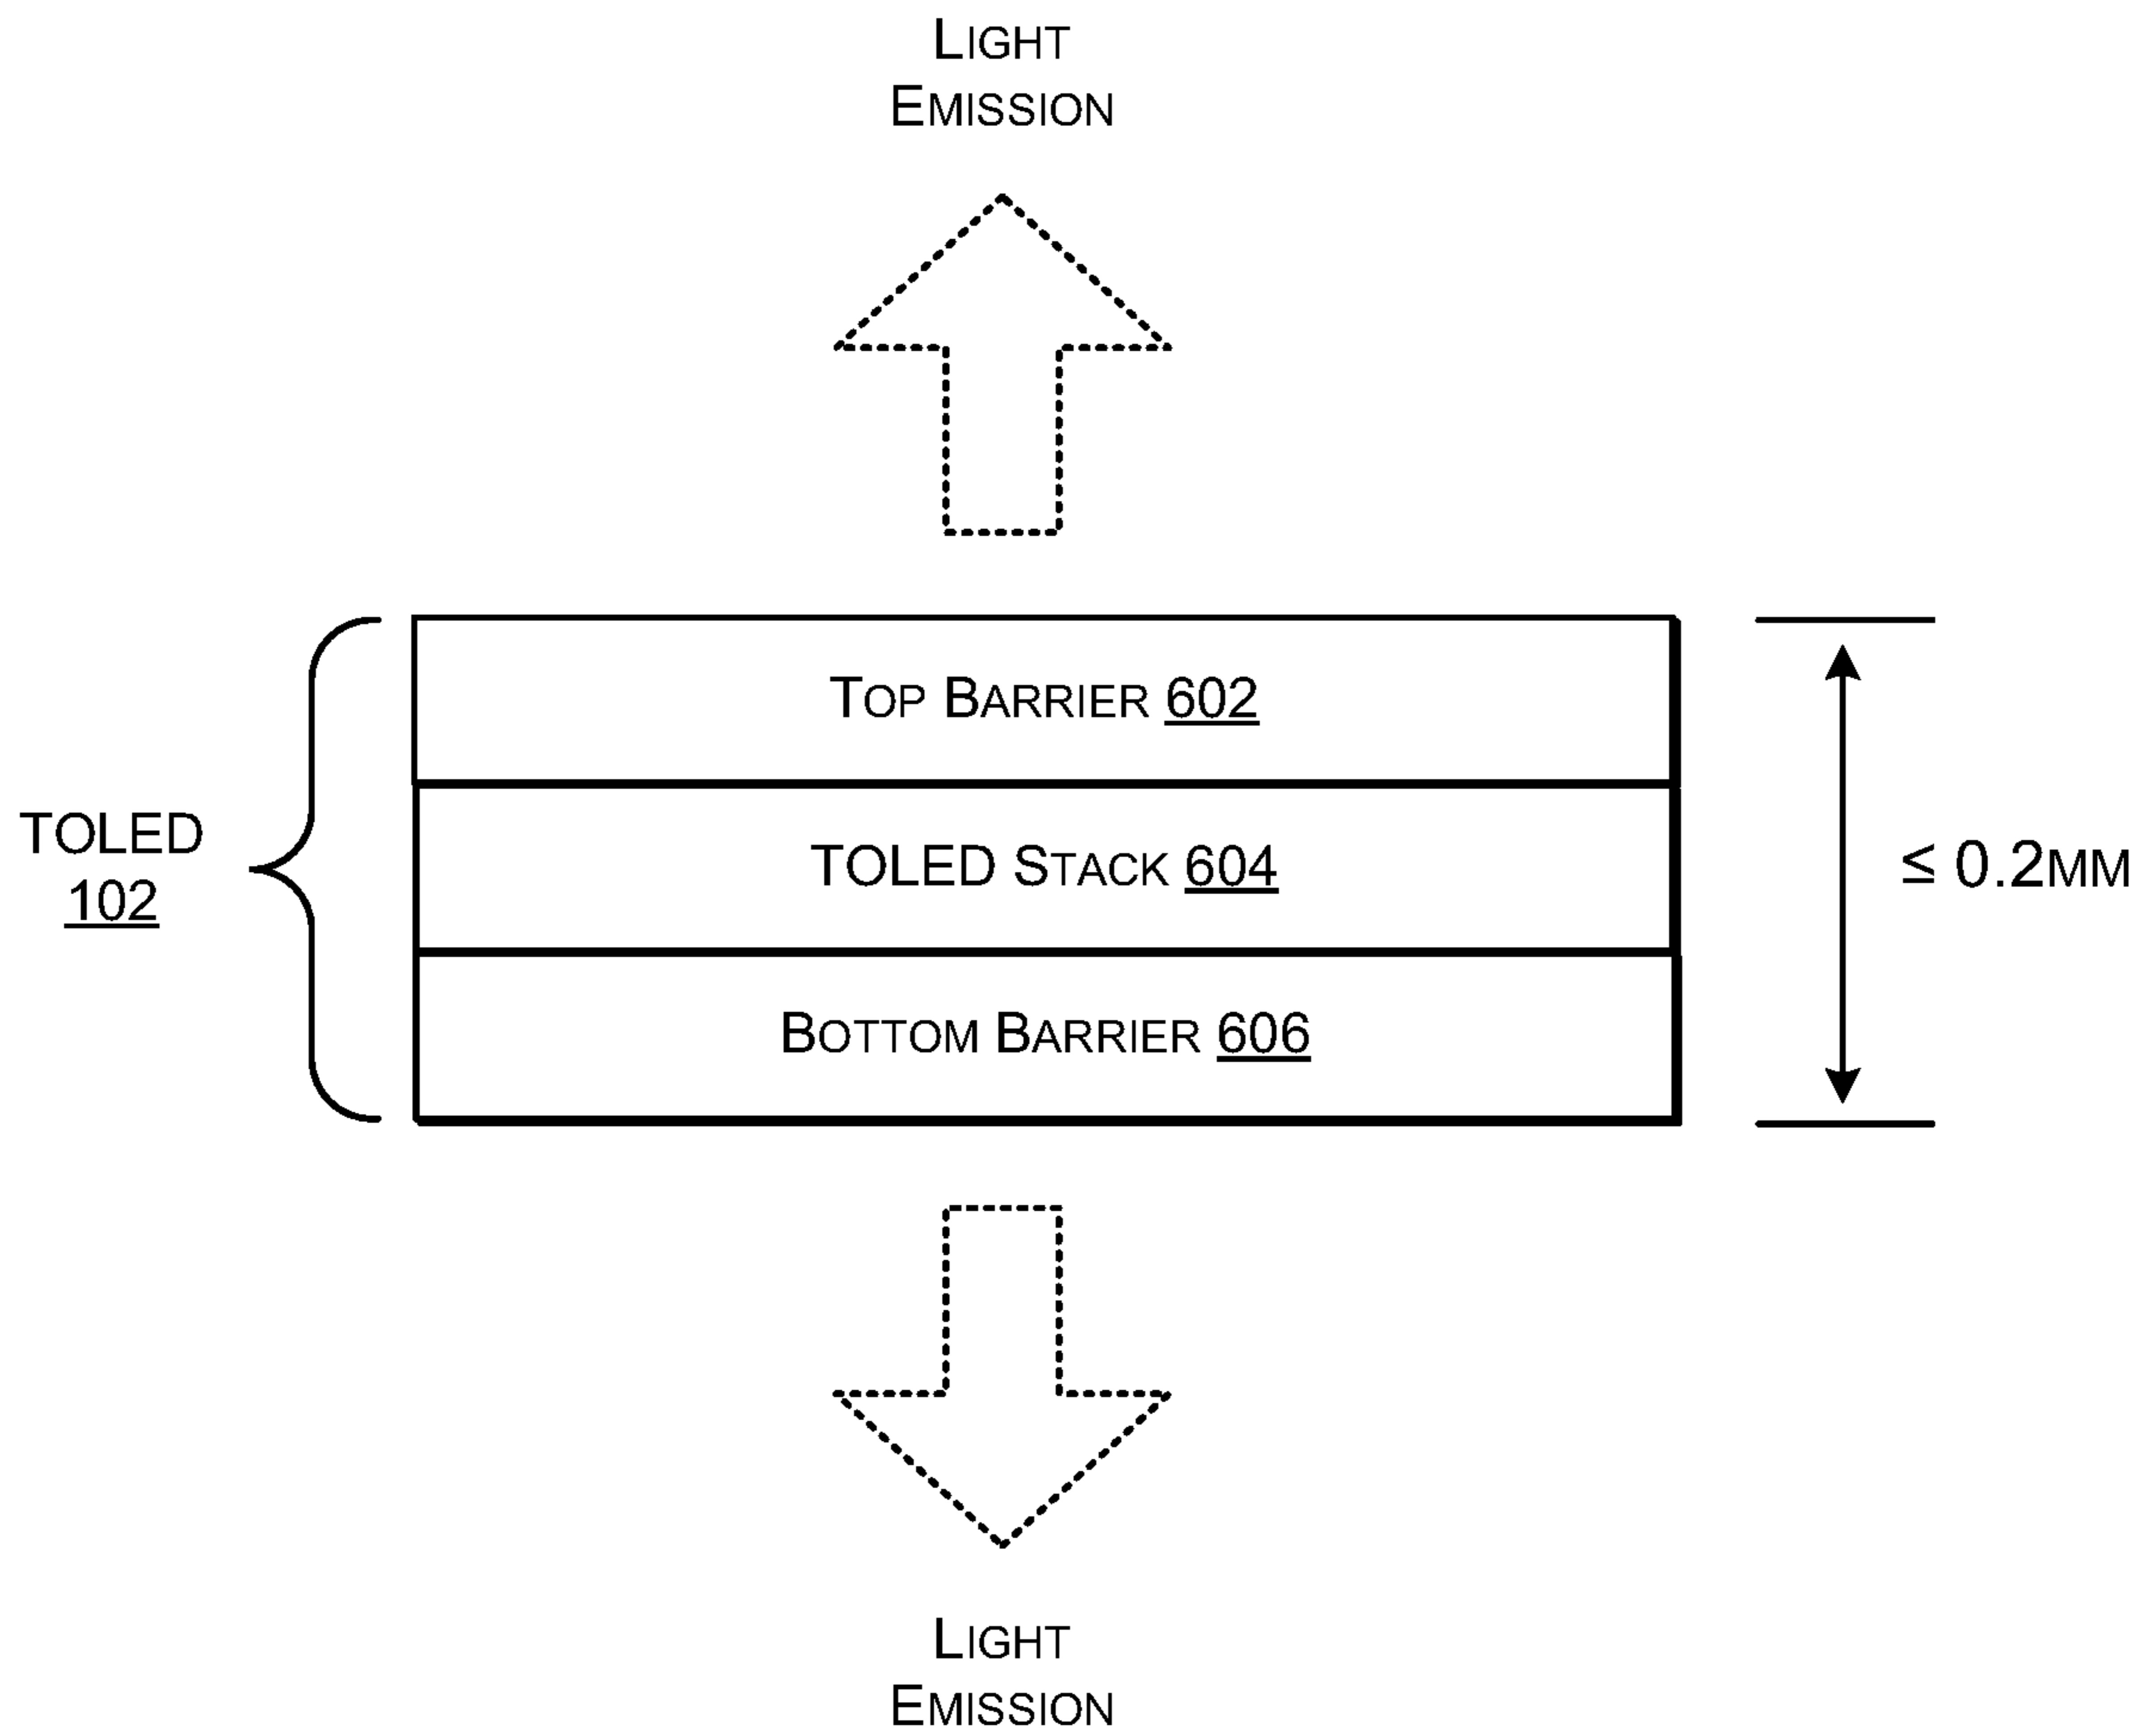 LIGHT
EMISSION
TOP BARRIER 602
TOLED
102
TOLED STACK 604
≤ 0.2MM
BOTTOM BARRIER 606
LIGHT
EMISSION